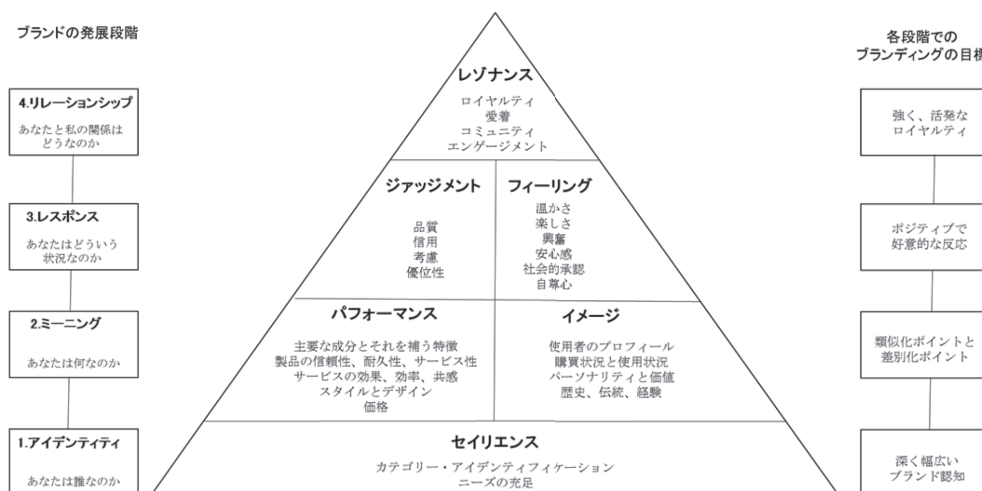 ブランドの発展段階
各段階での
ブランディングの目標
4.リレーションシップ
あなたと私の関係は
どうなのか
3.レスポンス
あなたはどういう
状況なのか
2.ミーニング
あなたは何なのか
1.アイデンティティ
あなたは誰なのか
レゾナンス
ロイヤルティ
愛着
コミュニティ
エンゲージメント
ジァッジメント
品質
信用
考慮
優位性
フィーリング
温かさ
楽しさ
興奮
安心感
社会的承認
自尊心
パフォーマンス
主要な成分とそれを補う特徴
製品の信頼性、耐久性、サービス性
サービスの効果、効率、共感
スタイルとデザイン
価格
イメージ
使用者のプロフィール
購買状況と使用状況
パーソナリティと価値
歴史、伝統、経験
セイリエンス
カテゴリー・アイデンティフィケーション
ニーズの充足
強く、活発な
ロイヤルティ
ポジティブで
好意的な反応
類似化ポイントと
差別化ポイント
深く幅広い
ブランド認知